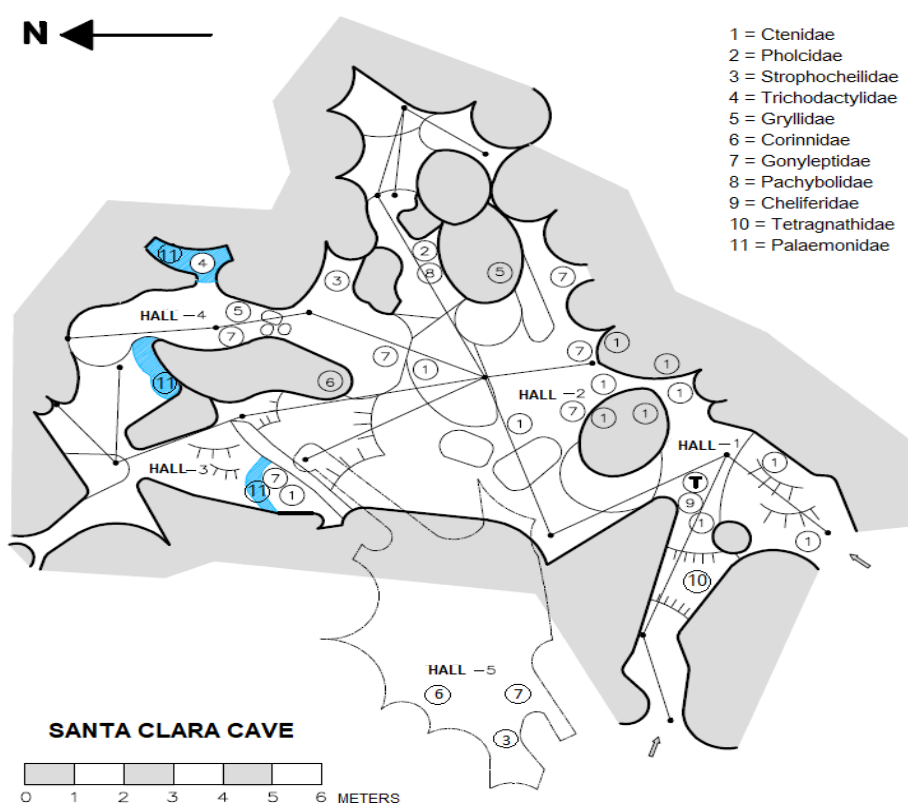 N
1 = Ctenidae
2 = Pholcidae
3 = Strophocheilidae
4 = Trichodactylidae
5 = Gryllidae
6 = Corinnidae
7 = Gonyleptidae
8 = Pachybolidae
9 = Cheliferidae
10 = Tetragnathidae
11 = Palaemonidae
11
4
2
8
5
7
3
HALL -4
5
7
7
1
7
1
1
11
6
HALL -2
1
1
7
1
1
1
HALL -1
HALL -3
7
11
1
T
9
1
1
1
10
HALL -5
6
7
3
SANTA CLARA CAVE
0 1 2 3 4 5 6 METERS